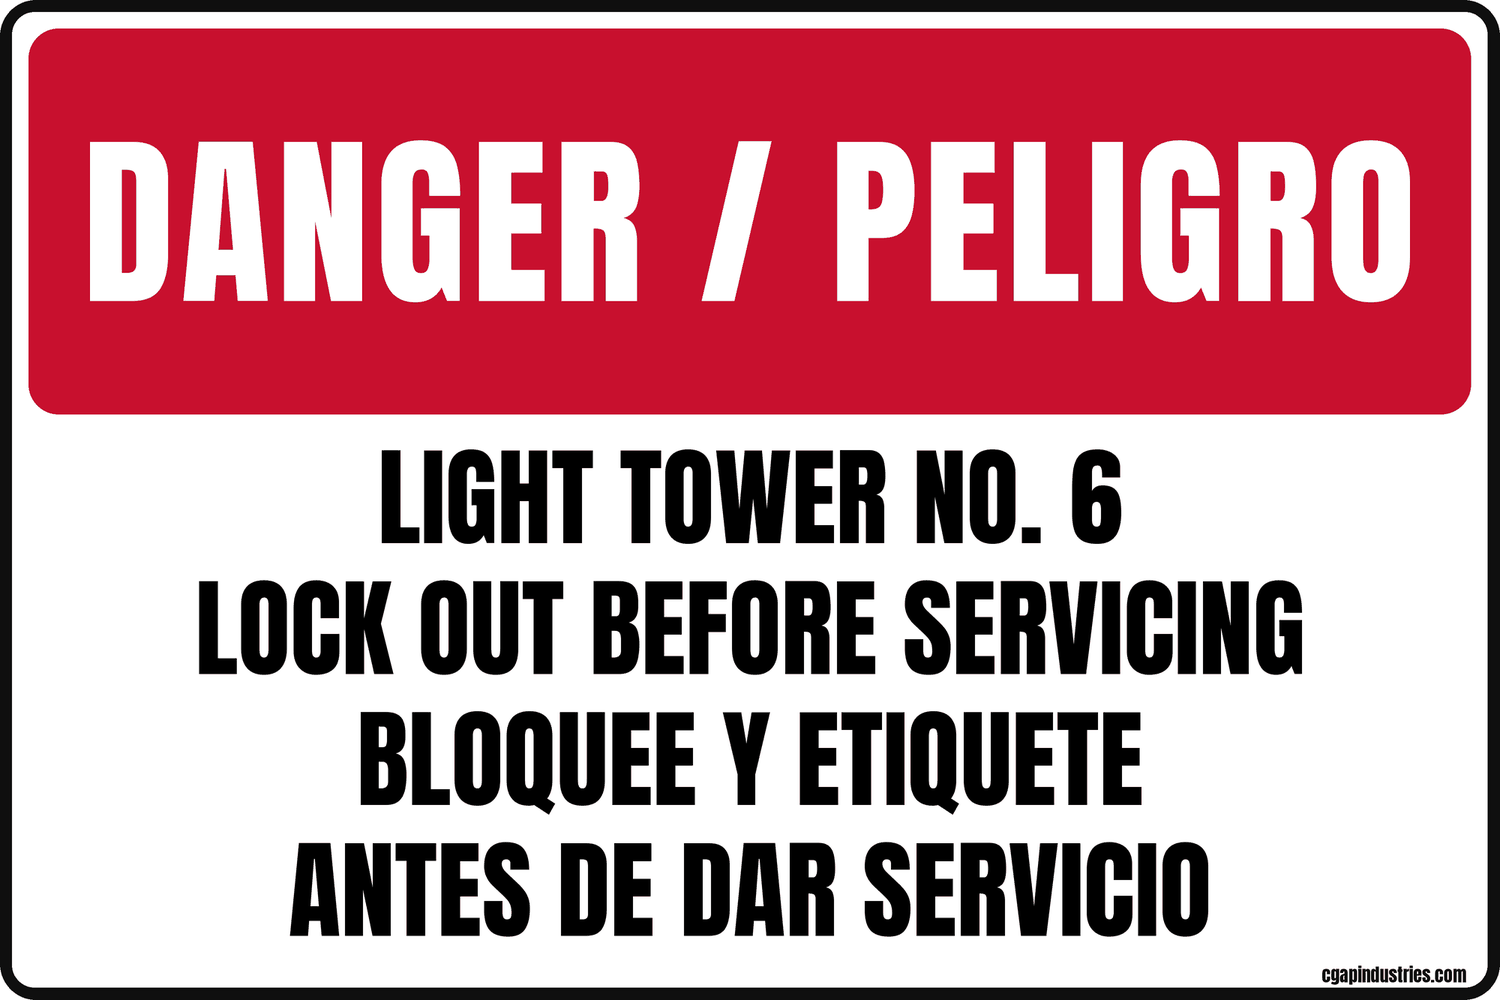 DANGER / PELIGRO
LIGHT TOWER NO. 6
LOCK OUT BEFORE SERVICING
BLOQUEE Y ETIQUETE
ANTES DE DAR SERVICIO
cgapindustries.com